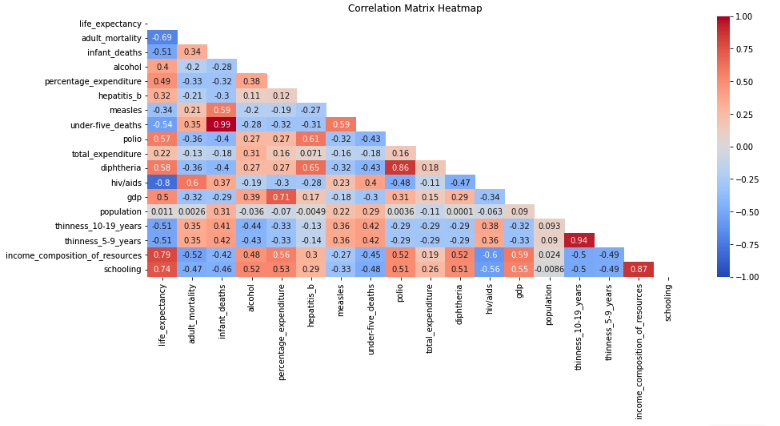 Correlation Matrix Heatmap
life_expectancy
adult_mortality -0.69
infant_deaths -0.51 0.34
alcohol 0.4 -0.2 -0.28
percentage_expenditure 0.49 -0.33 -0.32 0.38
hepatitis_b 0.32 -0.21 -0.3 0.11 0.12
measles -0.34 0.21 0.59 -0.2 -0.19 -0.27
under-five_deaths -0.54 0.35 0.99 -0.28 -0.32 -0.31 0.59
polio 0.57 -0.36 -0.4 0.27 0.27 0.61 -0.32 -0.43
total_expenditure 0.22 -0.13 -0.18 0.31 0.16 0.071 -0.16 -0.18 0.16
diphtheria 0.58 -0.36 -0.4 0.27 0.27 0.65 -0.32 -0.43 0.86 0.18
hiv/aids -0.8 0.6 0.37 -0.19 -0.3 -0.28 0.23 0.4 -0.48 -0.11 -0.47
gdp 0.5 -0.32 -0.29 0.39 0.71 0.17 -0.18 -0.3 0.31 0.15 0.29 -0.34
population 0.011 0.0026 0.31 -0.036 -0.07 -0.0049 0.22 0.29 0.0036 -0.11 0.0001 -0.063 0.09
thinness_10-19_years -0.51 0.35 0.41 -0.44 -0.33 -0.13 0.36 0.42 -0.29 -0.29 -0.29 0.38 -0.32 0.093
thinness_5-9_years -0.51 0.35 0.42 -0.43 -0.33 -0.14 0.36 0.42 -0.29 -0.29 -0.29 0.36 -0.33 0.09 0.94
income_composition_of_resources 0.79 -0.52 -0.42 0.48 0.56 0.3 -0.27 -0.45 0.52 0.19 0.52 -0.6 0.59 0.024 -0.5 -0.49
schooling 0.74 -0.47 -0.46 0.52 0.53 0.29 -0.33 -0.48 0.51 0.26 0.51 -0.56 0.55 -0.0086 -0.5 -0.49 0.87
life_expectancy
adult_mortality
infant_deaths
alcohol
percentage_expenditure
hepatitis_b
measles
under-five_deaths
polio
total_expenditure
diphtheria
hiv/aids
gdp
population
thinness_10-19_years
thinness_5-9_years
income_composition_of_resources
schooling
1.00
0.75
0.50
0.25
0.00
−0.25
−0.50
−0.75
−1.00